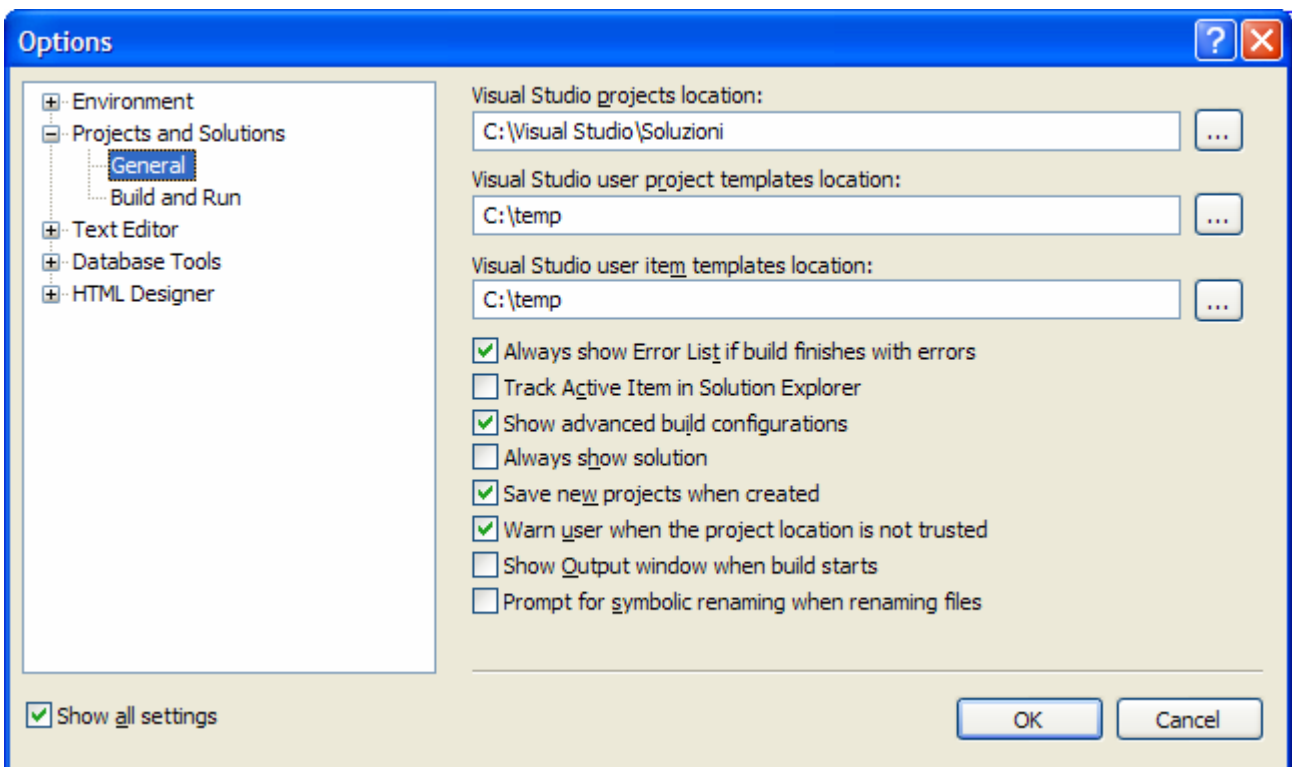 Options
Environment
Projects and Solutions
General
Build and Run
Text Editor
Database Tools
HTML Designer
Visual Studio projects location:
C:\Visual Studio\Soluzioni
...
Visual Studio user project templates location:
C:\temp
...
Visual Studio user item templates location:
C:\temp
...
Always show Error List if build finishes with errors
Track Active Item in Solution Explorer
Show advanced build configurations
Always show solution
Save new projects when created
Warn user when the project location is not trusted
Show Output window when build starts
Prompt for symbolic renaming when renaming files
Show all settings
OK
Cancel